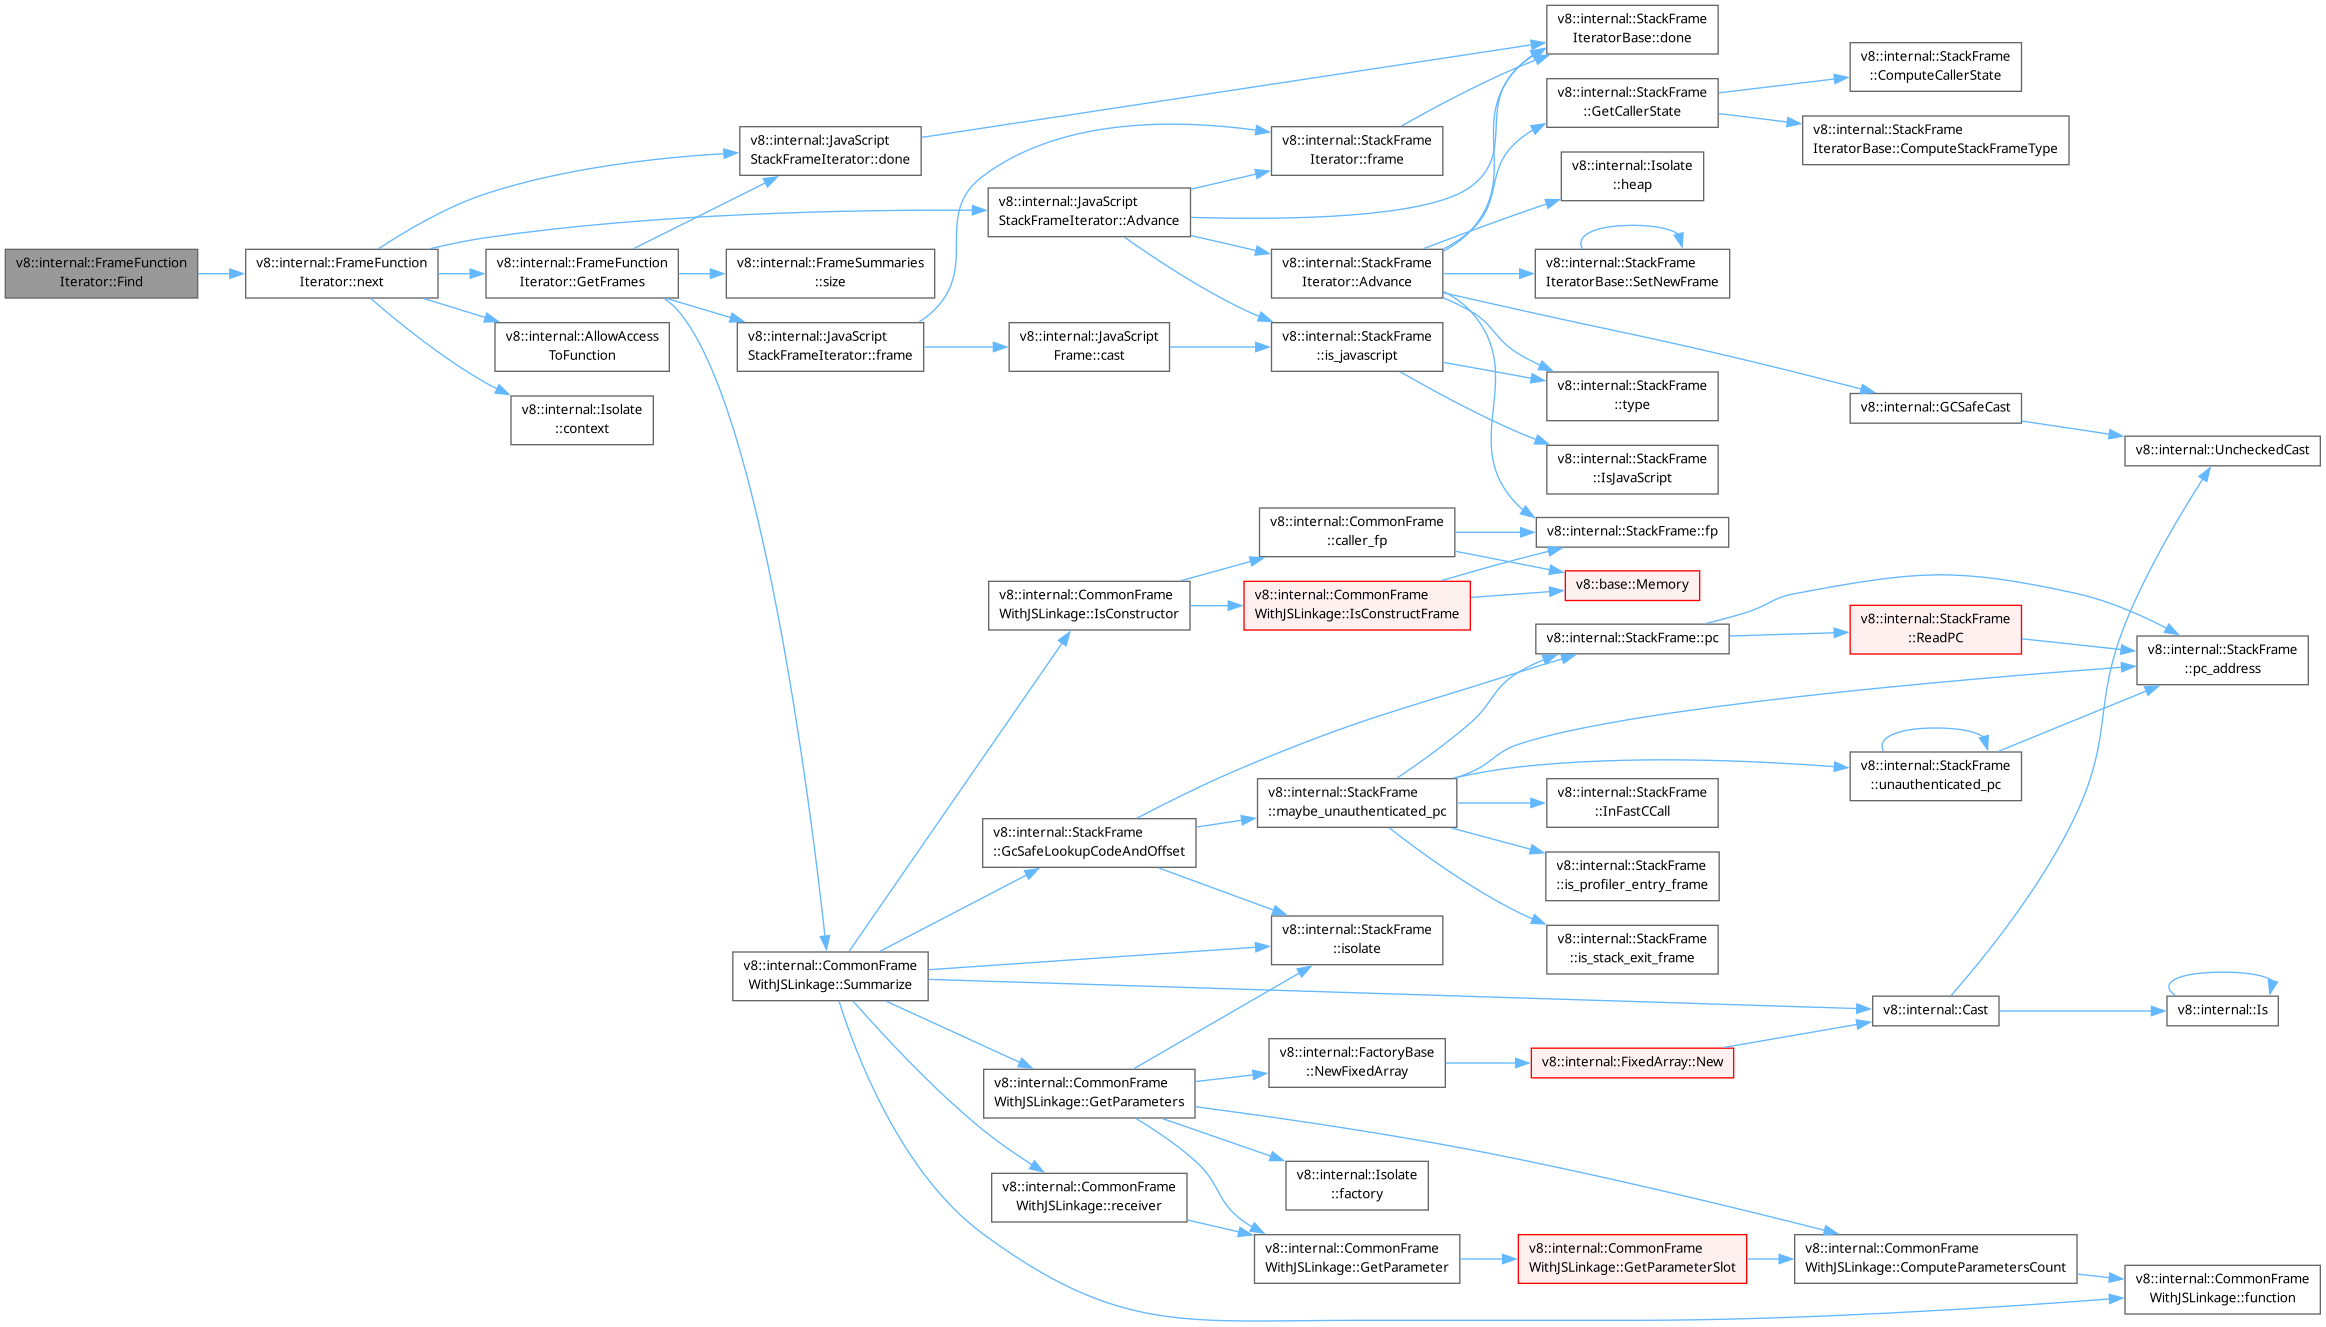 v8::internal::FrameFunction
Iterator::Find
v8::internal::FrameFunction
Iterator::next
v8::internal::FrameFunction
Iterator::GetFrames
v8::internal::AllowAccess
ToFunction
v8::internal::Isolate
::context
v8::internal::JavaScript
StackFrameIterator::done
v8::internal::FrameSummaries
::size
v8::internal::JavaScript
StackFrameIterator::frame
v8::internal::CommonFrame
WithJSLinkage::Summarize
v8::internal::JavaScript
StackFrameIterator::Advance
v8::internal::JavaScript
Frame::cast
v8::internal::CommonFrame
WithJSLinkage::IsConstructor
v8::internal::StackFrame
::GcSafeLookupCodeAndOffset
v8::internal::CommonFrame
WithJSLinkage::GetParameters
v8::internal::CommonFrame
WithJSLinkage::receiver
v8::internal::StackFrame
Iterator::frame
v8::internal::StackFrame
Iterator::Advance
v8::internal::StackFrame
::is_javascript
v8::internal::CommonFrame
::caller_fp
v8::internal::CommonFrame
WithJSLinkage::IsConstructFrame
v8::internal::StackFrame
::maybe_unauthenticated_pc
v8::internal::StackFrame
::isolate
v8::internal::FactoryBase
::NewFixedArray
v8::internal::Isolate
::factory
v8::internal::CommonFrame
WithJSLinkage::GetParameter
v8::internal::StackFrame
IteratorBase::done
v8::internal::StackFrame
::GetCallerState
v8::internal::Isolate
::heap
v8::internal::StackFrame
IteratorBase::SetNewFrame
v8::internal::StackFrame
::type
v8::internal::StackFrame
::IsJavaScript
v8::internal::StackFrame::fp
v8::base::Memory
v8::internal::StackFrame::pc
v8::internal::StackFrame
::InFastCCall
v8::internal::StackFrame
::is_profiler_entry_frame
v8::internal::StackFrame
::is_stack_exit_frame
v8::internal::FixedArray::New
v8::internal::CommonFrame
WithJSLinkage::GetParameterSlot
v8::internal::StackFrame
::ComputeCallerState
v8::internal::StackFrame
IteratorBase::ComputeStackFrameType
v8::internal::GCSafeCast
v8::internal::StackFrame
::ReadPC
v8::internal::StackFrame
::unauthenticated_pc
v8::internal::Cast
v8::internal::CommonFrame
WithJSLinkage::ComputeParametersCount
v8::internal::UncheckedCast
v8::internal::StackFrame
::pc_address
v8::internal::Is
v8::internal::CommonFrame
WithJSLinkage::function